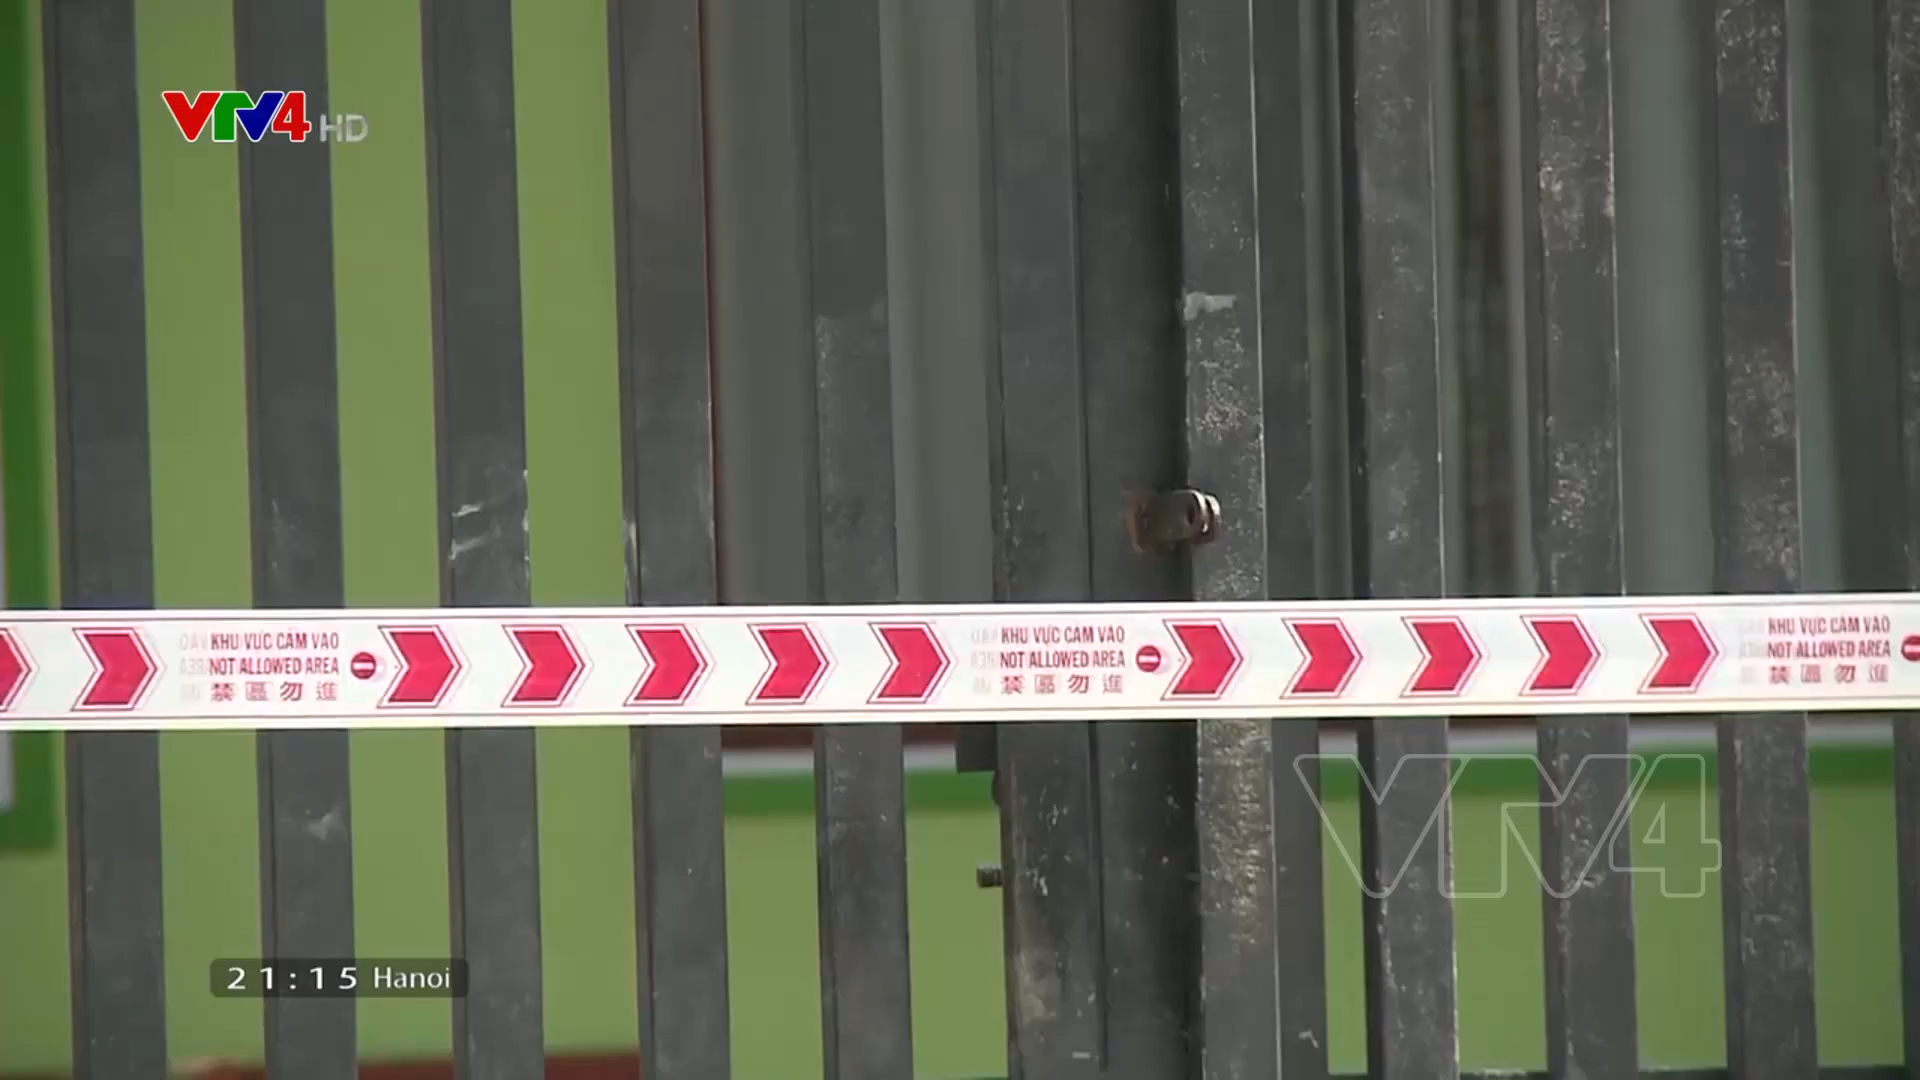 VTV4 HD
KHU VỰC CẤM VÀO
NOT ALLOWED AREA
禁區勿進
KHU VỰC CẤM VÀO
NOT ALLOWED AREA
禁區勿進
KHU VỰC CẤM VÀO
NOT ALLOWED AREA
禁區勿進
VTV4
21:15 Hanoi